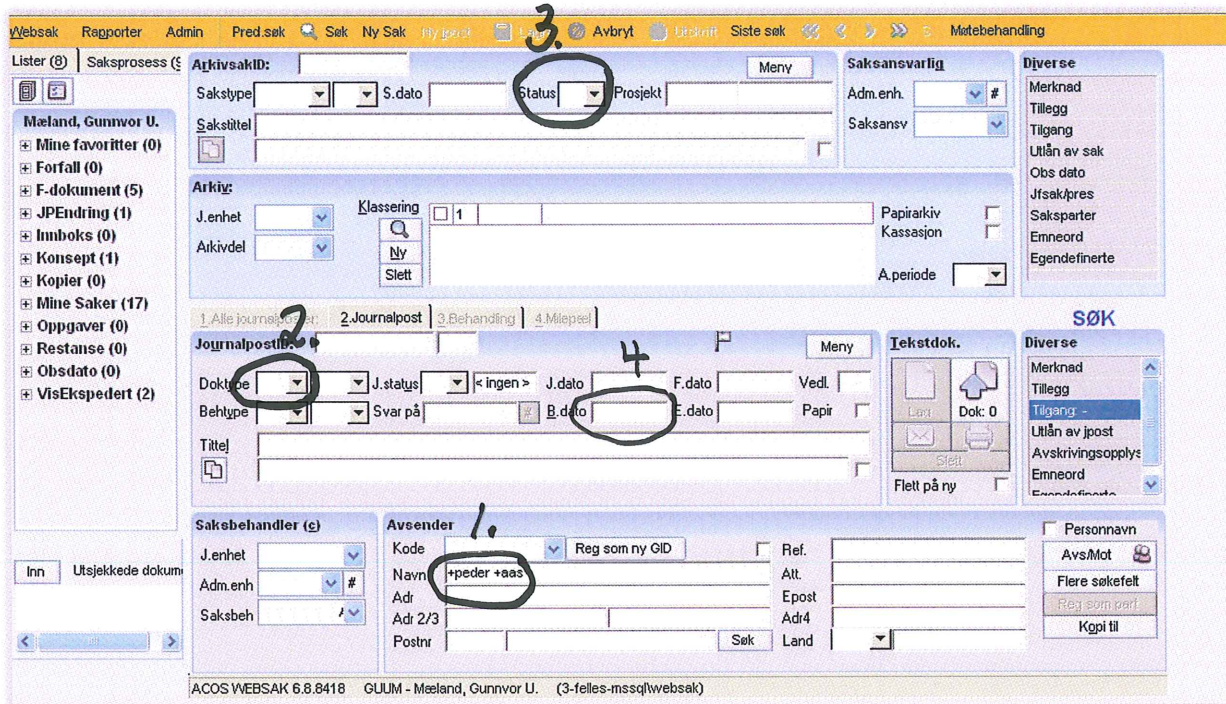 3.
Websak Rapporter Admin Pred.søk Søk Ny Sak Ny jpost Lagre Avbryt Utskrift Siste søk S Møtebehandling
Lister (8) Saksprosess (9
ArkivsakID: Meny
Sakstype S.dato Status Prosjekt
Sakstittel
Saksansvarlig
Adm.enh. #
Saksansv
Diverse
Merknad
Tillegg
Tilgang
Utlån av sak
Obs dato
Jfsak/pres
Saksparter
Emneord
Egendefinerte
Mæland, Gunnvor U.
Mine favoritter (0)
Forfall (0)
F-dokument (5)
JPEndring (1)
Innboks (0)
Konsept (1)
Kopier (0)
Mine Saker (17)
Oppgaver (0)
Restanse (0)
Obsdato (0)
VisEkspedert (2)
Arkiv:
J.enhet
Arkivdel
Klassering 1
Ny
Slett
Papirarkiv
Kassasjon
A.periode
1.Alle journalposter: 2.Journalpost 3.Behandling 4.Milepæl
SØK
2.
JournalpostID: Meny
4
Doktype J.status < ingen > J.dato F.dato Vedl.
Behtype Svar på # B.dato E.dato Papir
Tittel
Tekstdok.
Lag Dok: 0
Slett
Flett på ny
Diverse
Merknad
Tillegg
Tilgang: -
Utlån av jpost
Avskrivingsopplys
Emneord
Egendefinerte
Saksbehandler (c)
J.enhet
Adm.enh #
Saksbeh
Inn Utsjekkede dokum
1.
Avsender
Kode Reg som ny GID
Navn +peder +aas
Adr
Adr 2/3
Postnr Søk
Ref.
Att.
Epost
Adr4
Land
Personnavn
Avs/Mot
Flere søkefelt
Reg som part
Kopi til
ACOS WEBSAK 6.8.8418 GUUM - Mæland, Gunnvor U. (3-felles-mssql\websak)